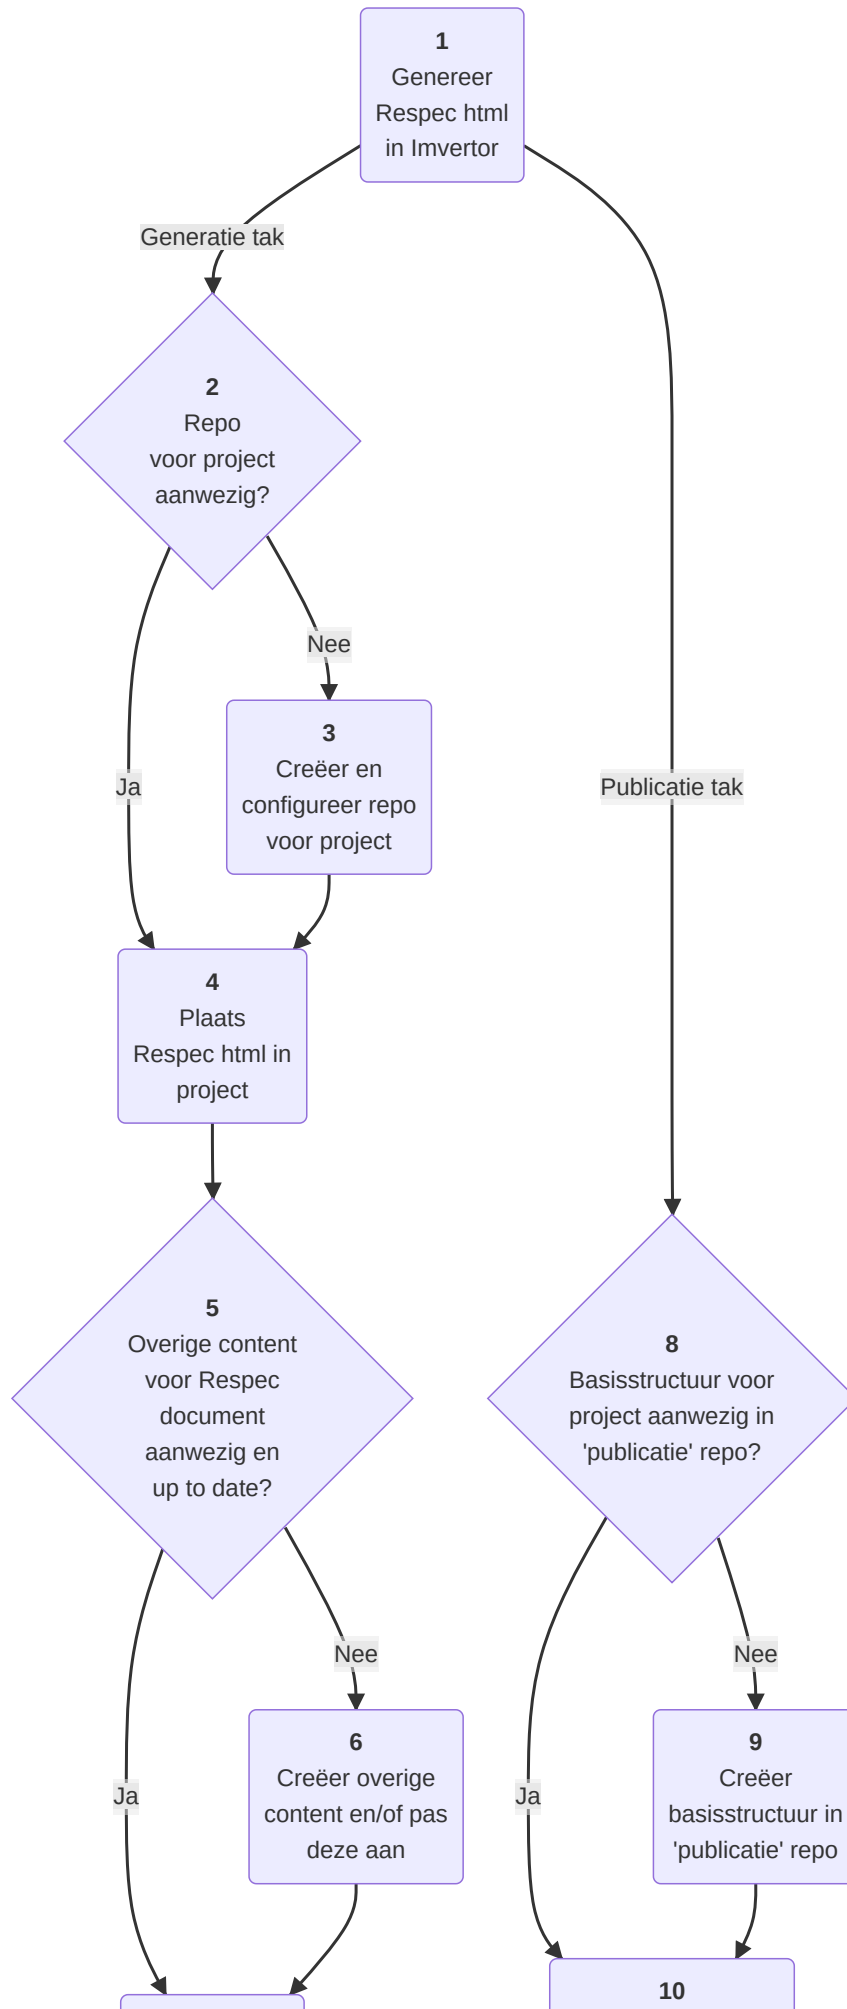 1
Genereer
Respec html
in Imvertor
Generatie tak
2
Repo
voor project
aanwezig?
Nee
3
Creëer en
configureer repo
voor project
Ja
Publicatie tak
4
Plaats
Respec html in
project
5
Overige content
voor Respec
document
aanwezig en
up to date?
8
Basisstructuur voor
project aanwezig in
'publicatie' repo?
Nee
Nee
6
Creëer overige
content en/of pas
deze aan
9
Creëer
basisstructuur in
'publicatie' repo
Ja
Ja
10